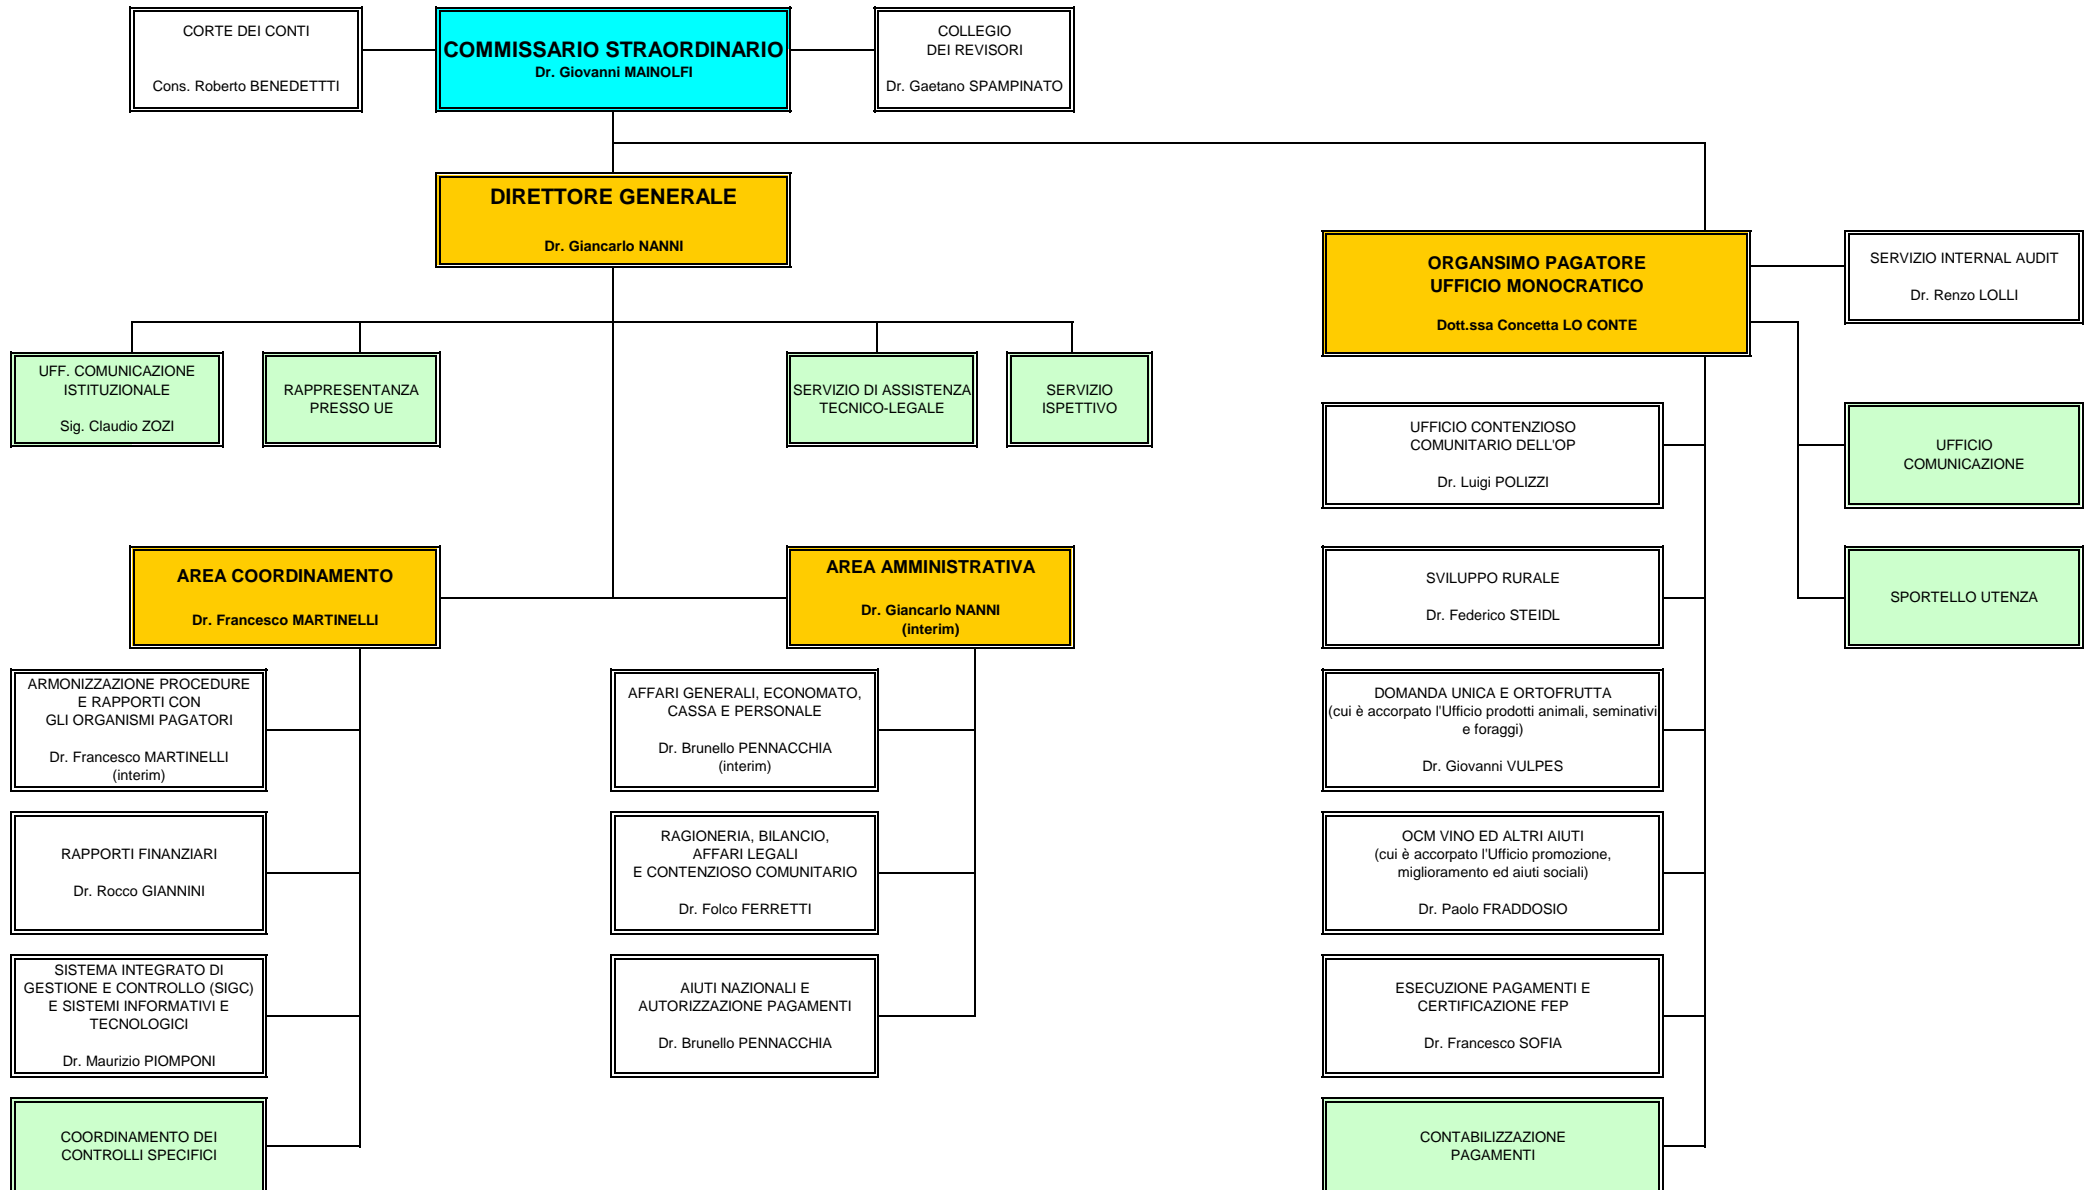 CORTE DEI CONTI
Cons. Roberto BENEDETTTI
COMMISSARIO STRAORDINARIO
Dr. Giovanni MAINOLFI
COLLEGIO
DEI REVISORI
Dr. Gaetano SPAMPINATO
DIRETTORE GENERALE
Dr. Giancarlo NANNI
ORGANSIMO PAGATORE
UFFICIO MONOCRATICO
Dott.ssa Concetta LO CONTE
SERVIZIO INTERNAL AUDIT
Dr. Renzo LOLLI
UFF. COMUNICAZIONE
ISTITUZIONALE
Sig. Claudio ZOZI
RAPPRESENTANZA
PRESSO UE
SERVIZIO DI ASSISTENZA
TECNICO-LEGALE
SERVIZIO
ISPETTIVO
UFFICIO CONTENZIOSO
COMUNITARIO DELL'OP
Dr. Luigi POLIZZI
UFFICIO
COMUNICAZIONE
AREA COORDINAMENTO
Dr. Francesco MARTINELLI
AREA AMMINISTRATIVA
Dr. Giancarlo NANNI
(interim)
SVILUPPO RURALE
Dr. Federico STEIDL
SPORTELLO UTENZA
ARMONIZZAZIONE PROCEDURE
E RAPPORTI CON
GLI ORGANISMI PAGATORI
Dr. Francesco MARTINELLI
(interim)
AFFARI GENERALI, ECONOMATO,
CASSA E PERSONALE
Dr. Brunello PENNACCHIA
(interim)
DOMANDA UNICA E ORTOFRUTTA
(cui è accorpato l'Ufficio prodotti animali, seminativi
e foraggi)
Dr. Giovanni VULPES
RAPPORTI FINANZIARI
Dr. Rocco GIANNINI
RAGIONERIA, BILANCIO,
AFFARI LEGALI
E CONTENZIOSO COMUNITARIO
Dr. Folco FERRETTI
OCM VINO ED ALTRI AIUTI
(cui è accorpato l'Ufficio promozione,
miglioramento ed aiuti sociali)
Dr. Paolo FRADDOSIO
SISTEMA INTEGRATO DI
GESTIONE E CONTROLLO (SIGC)
E SISTEMI INFORMATIVI E
TECNOLOGICI
Dr. Maurizio PIOMPONI
AIUTI NAZIONALI E
AUTORIZZAZIONE PAGAMENTI
Dr. Brunello PENNACCHIA
ESECUZIONE PAGAMENTI E
CERTIFICAZIONE FEP
Dr. Francesco SOFIA
COORDINAMENTO DEI
CONTROLLI SPECIFICI
CONTABILIZZAZIONE
PAGAMENTI